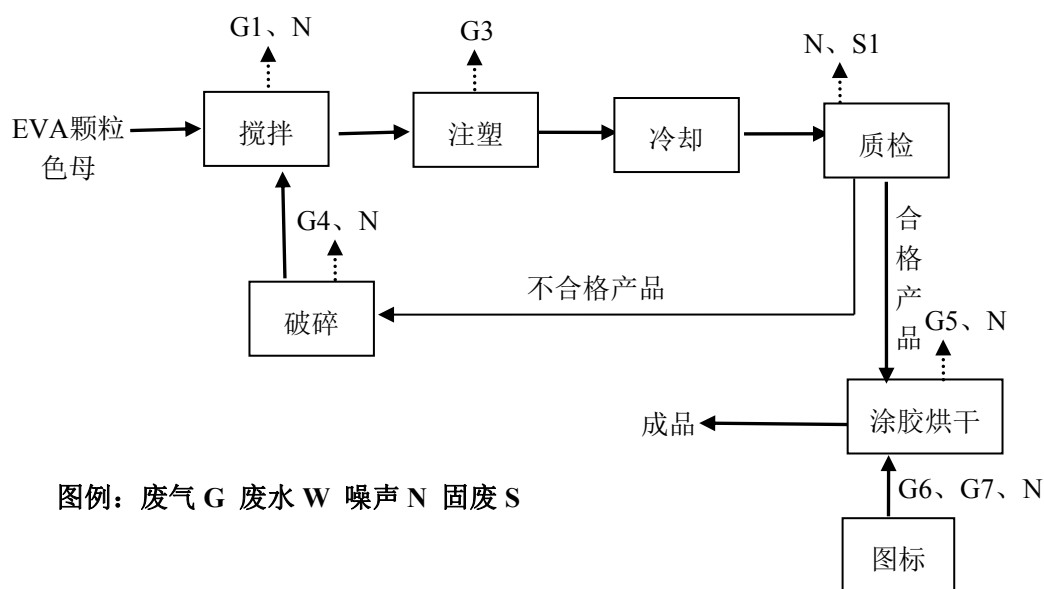 G1、N
G3
N、S1
EVA颗粒
色母
搅拌
注塑
冷却
质检
G4、N
合格产品
不合格产品
破碎
G5、N
成品
涂胶烘干
图例：废气 G 废水 W 噪声 N 固废 S
G6、G7、N
图标